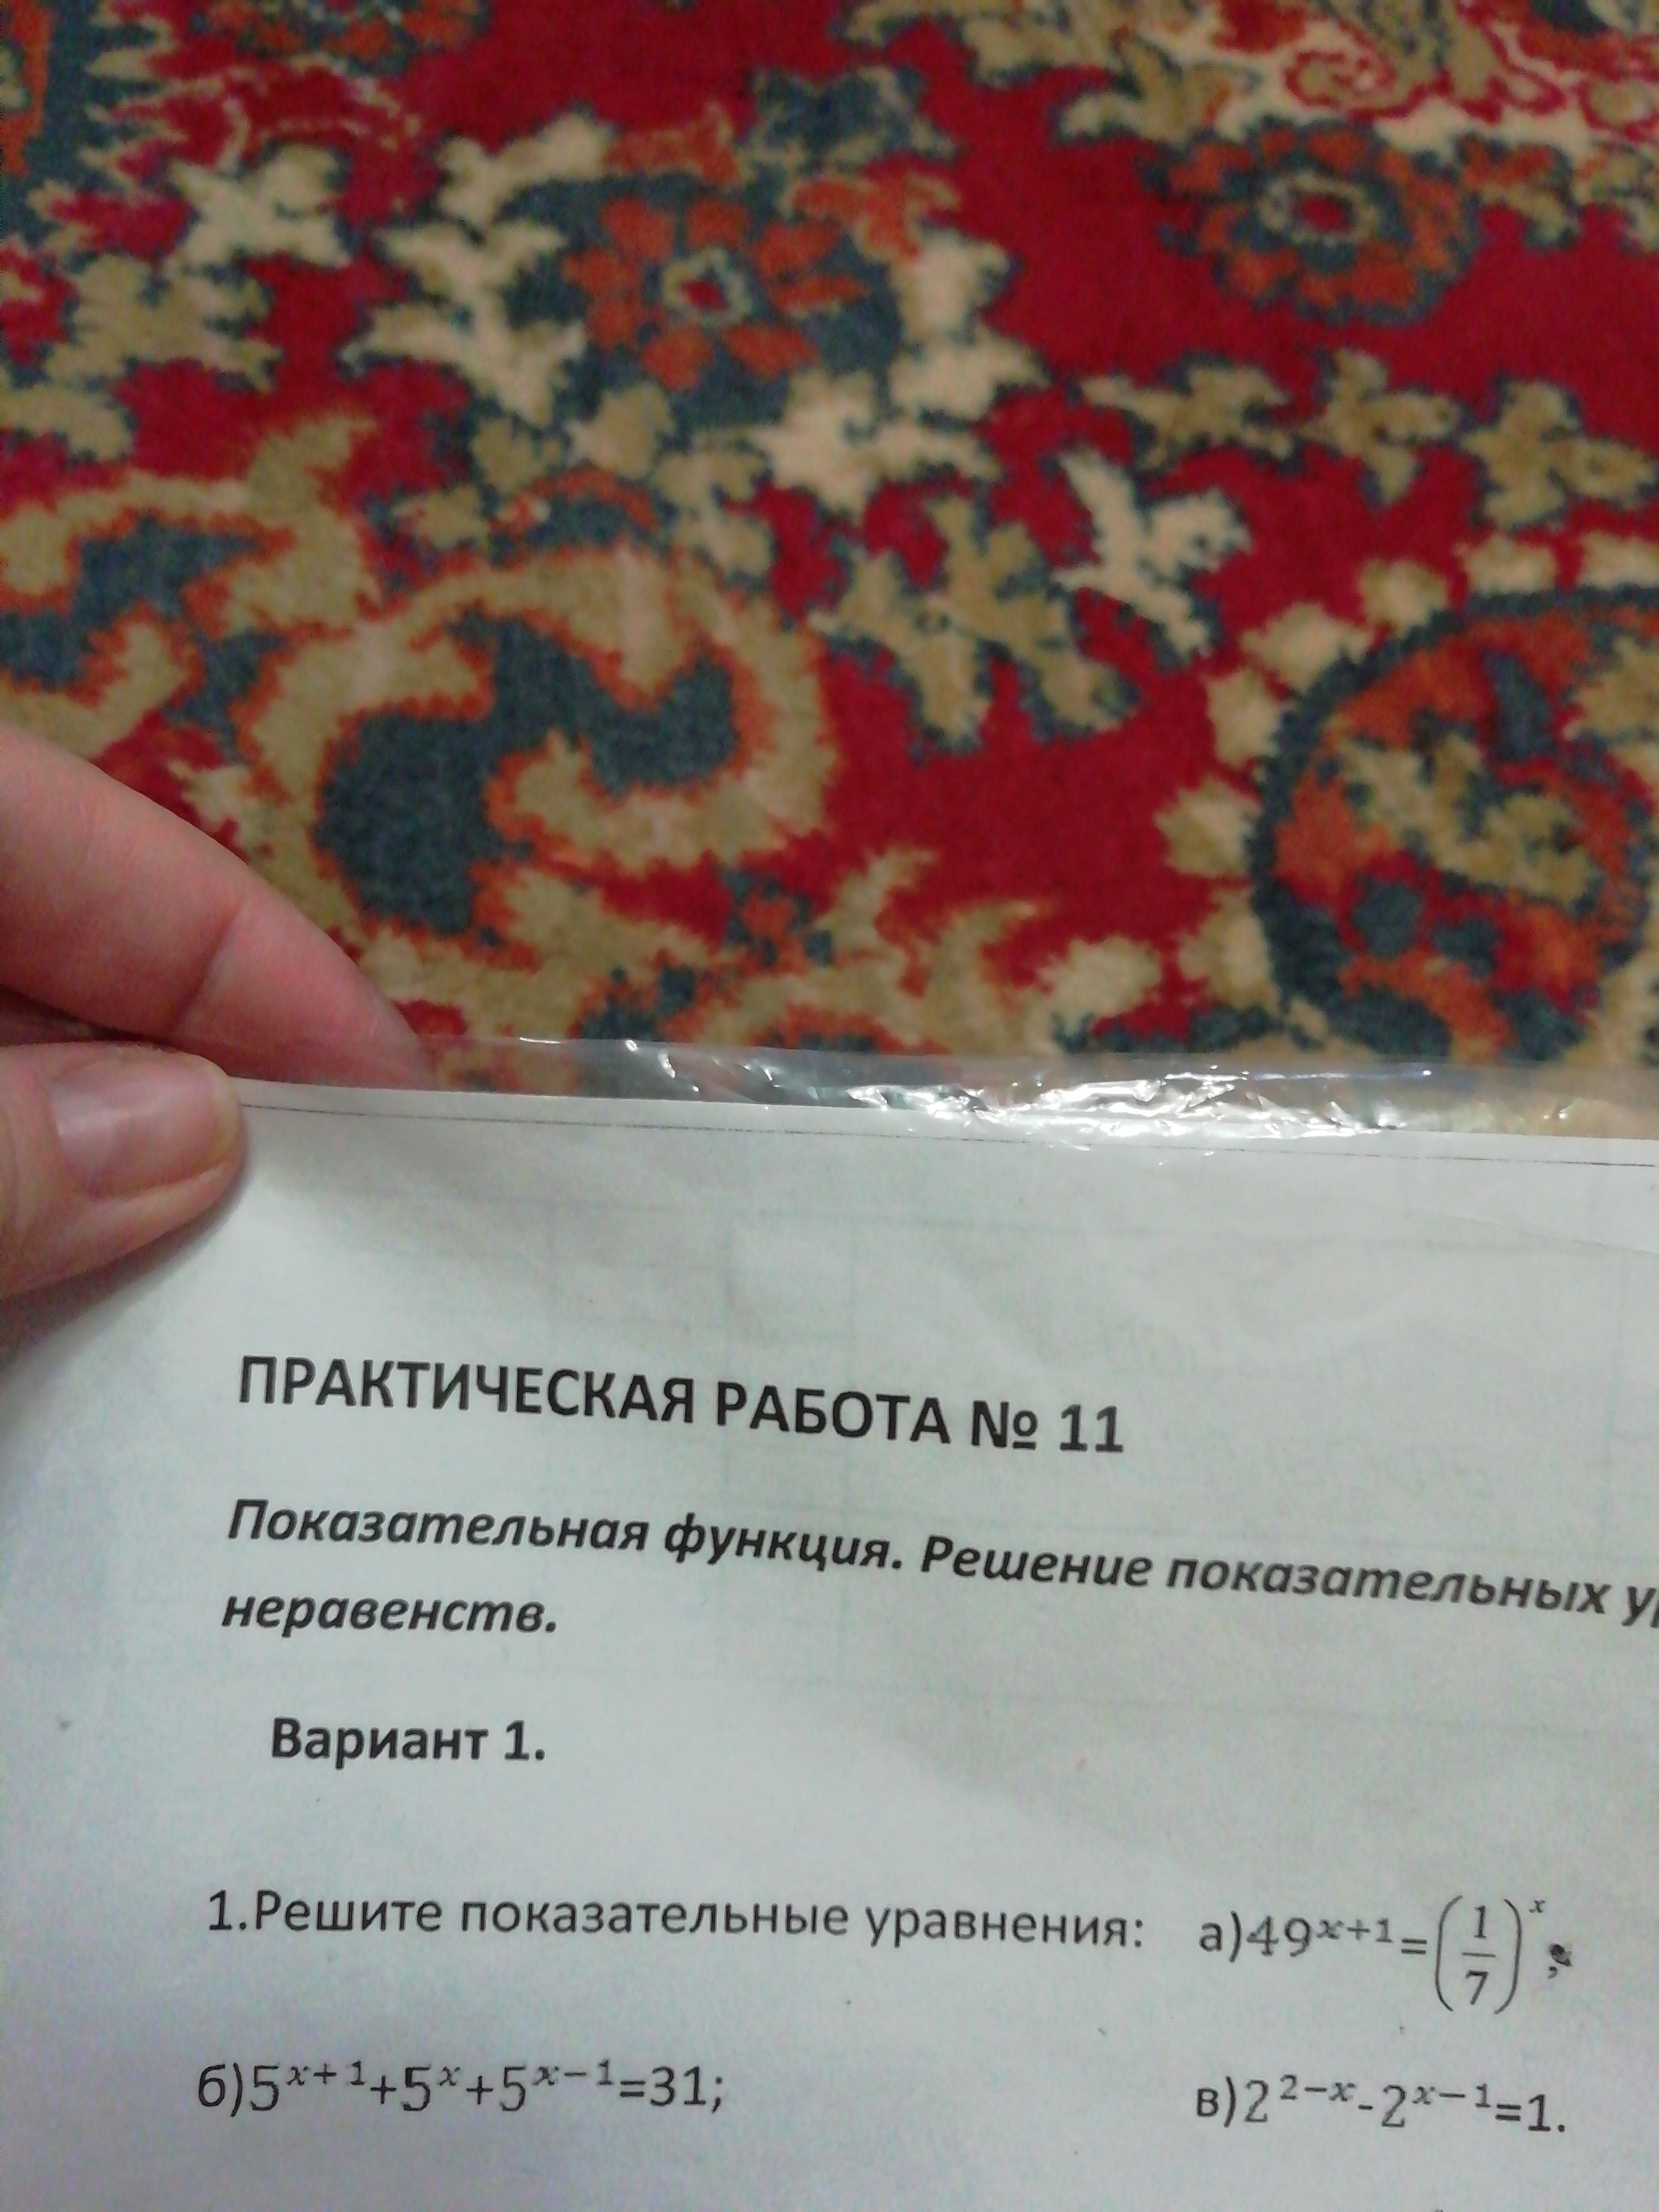 ПРАКТИЧЕСКАЯ РАБОТА № 11
Показательная функция. Решение показательных
неравенств.
Вариант 1.
1.Решите показательные уравнения: а)49^{x+1}=(\frac{1}{7})^{x};
б)5^{x+1}+5^{x}+5^{x-1}=31; в)2^{2-x}-2^{x-1}=1.